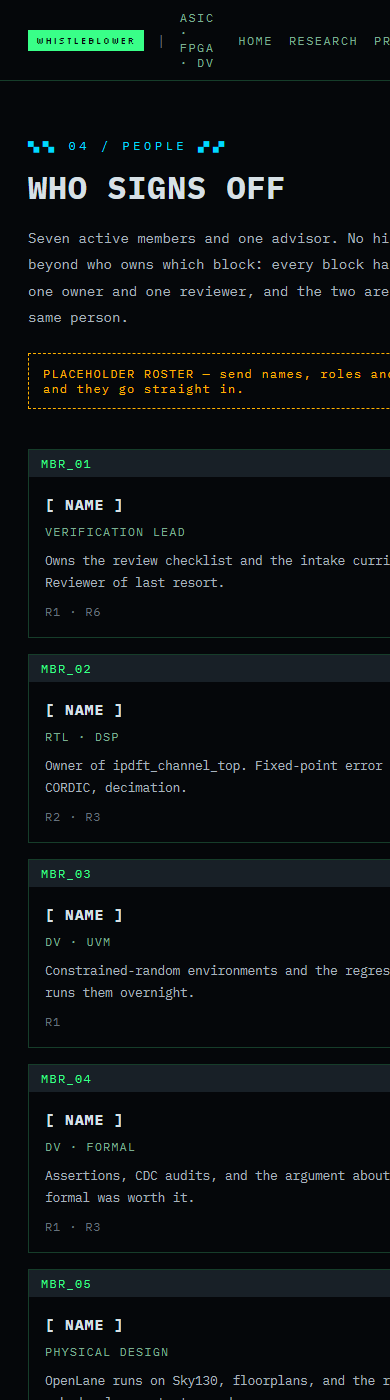 WHISTLEBLOWER | ASIC · FPGA · DV HOME RESEARCH
04 / PEOPLE
WHO SIGNS OFF
Seven active members and one advisor. No
beyond who owns which block: every block
one owner and one reviewer, and the two are
same person.
PLACEHOLDER ROSTER — send names, roles
and they go straight in.
MBR_01
[ NAME ]
VERIFICATION LEAD
Owns the review checklist and the intake
Reviewer of last resort.
R1 · R6
MBR_02
[ NAME ]
RTL · DSP
Owner of ipdft_channel_top. Fixed-point error
CORDIC, decimation.
R2 · R3
MBR_03
[ NAME ]
DV · UVM
Constrained-random environments and the
runs them overnight.
R1
MBR_04
[ NAME ]
DV · FORMAL
Assertions, CDC audits, and the argument about
formal was worth it.
R1 · R3
MBR_05
[ NAME ]
PHYSICAL DESIGN
OpenLane runs on Sky130, floorplans, and the